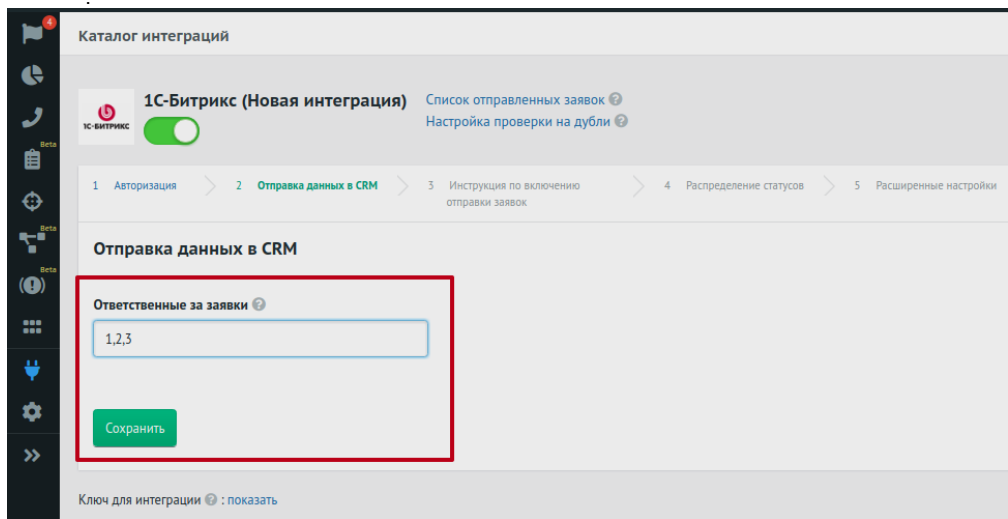 4
Каталог интеграций
1С-БИТРИКС
1С-Битрикс (Новая интеграция)
Список отправленных заявок ?
Настройка проверки на дубли ?
Beta
Beta
Beta
1 Авторизация 2 Отправка данных в CRM 3 Инструкция по включению 4 Распределение статусов 5 Расширенные настройки
отправки заявок
Отправка данных в CRM
Ответственные за заявки ?
1,2,3
Сохранить
Ключ для интеграции ? : показать